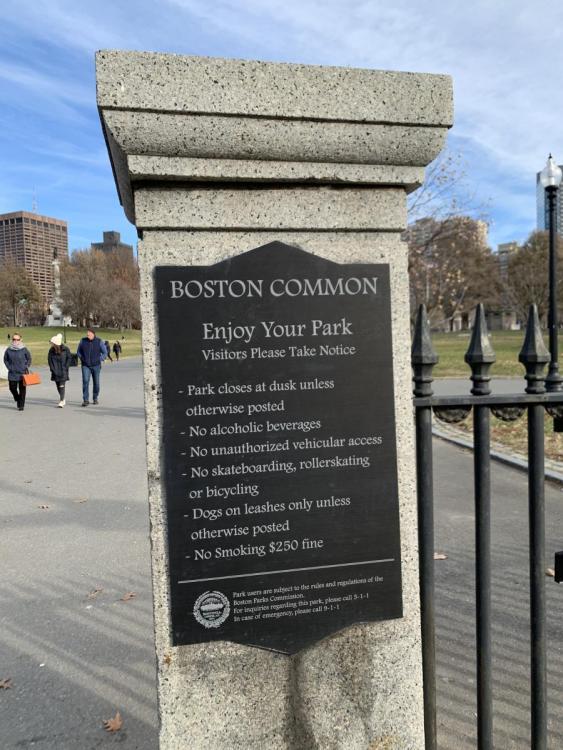 BOSTON COMMON
Enjoy Your Park
Visitors Please Take Notice
- Park closes at dusk unless
otherwise posted
- No alcoholic beverages
- No unauthorized vehicular access
- No skateboarding, rollerskating
or bicycling
- Dogs on leashes only unless
otherwise posted
- No Smoking $250 fine
Park users are subject to the rules and regulations of the
Boston Parks Commission.
For inquiries regarding this park, please call 3-1-1
In case of emergency, please call 9-1-1